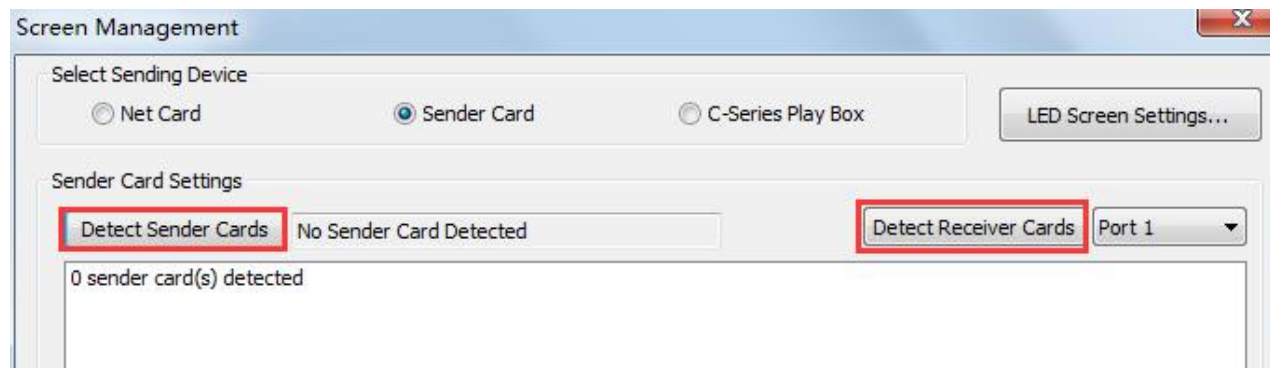 Screen Management
Select Sending Device
Net Card Sender Card C-Series Play Box
LED Screen Settings...
Sender Card Settings
Detect Sender Cards No Sender Card Detected Detect Receiver Cards Port 1
0 sender card(s) detected